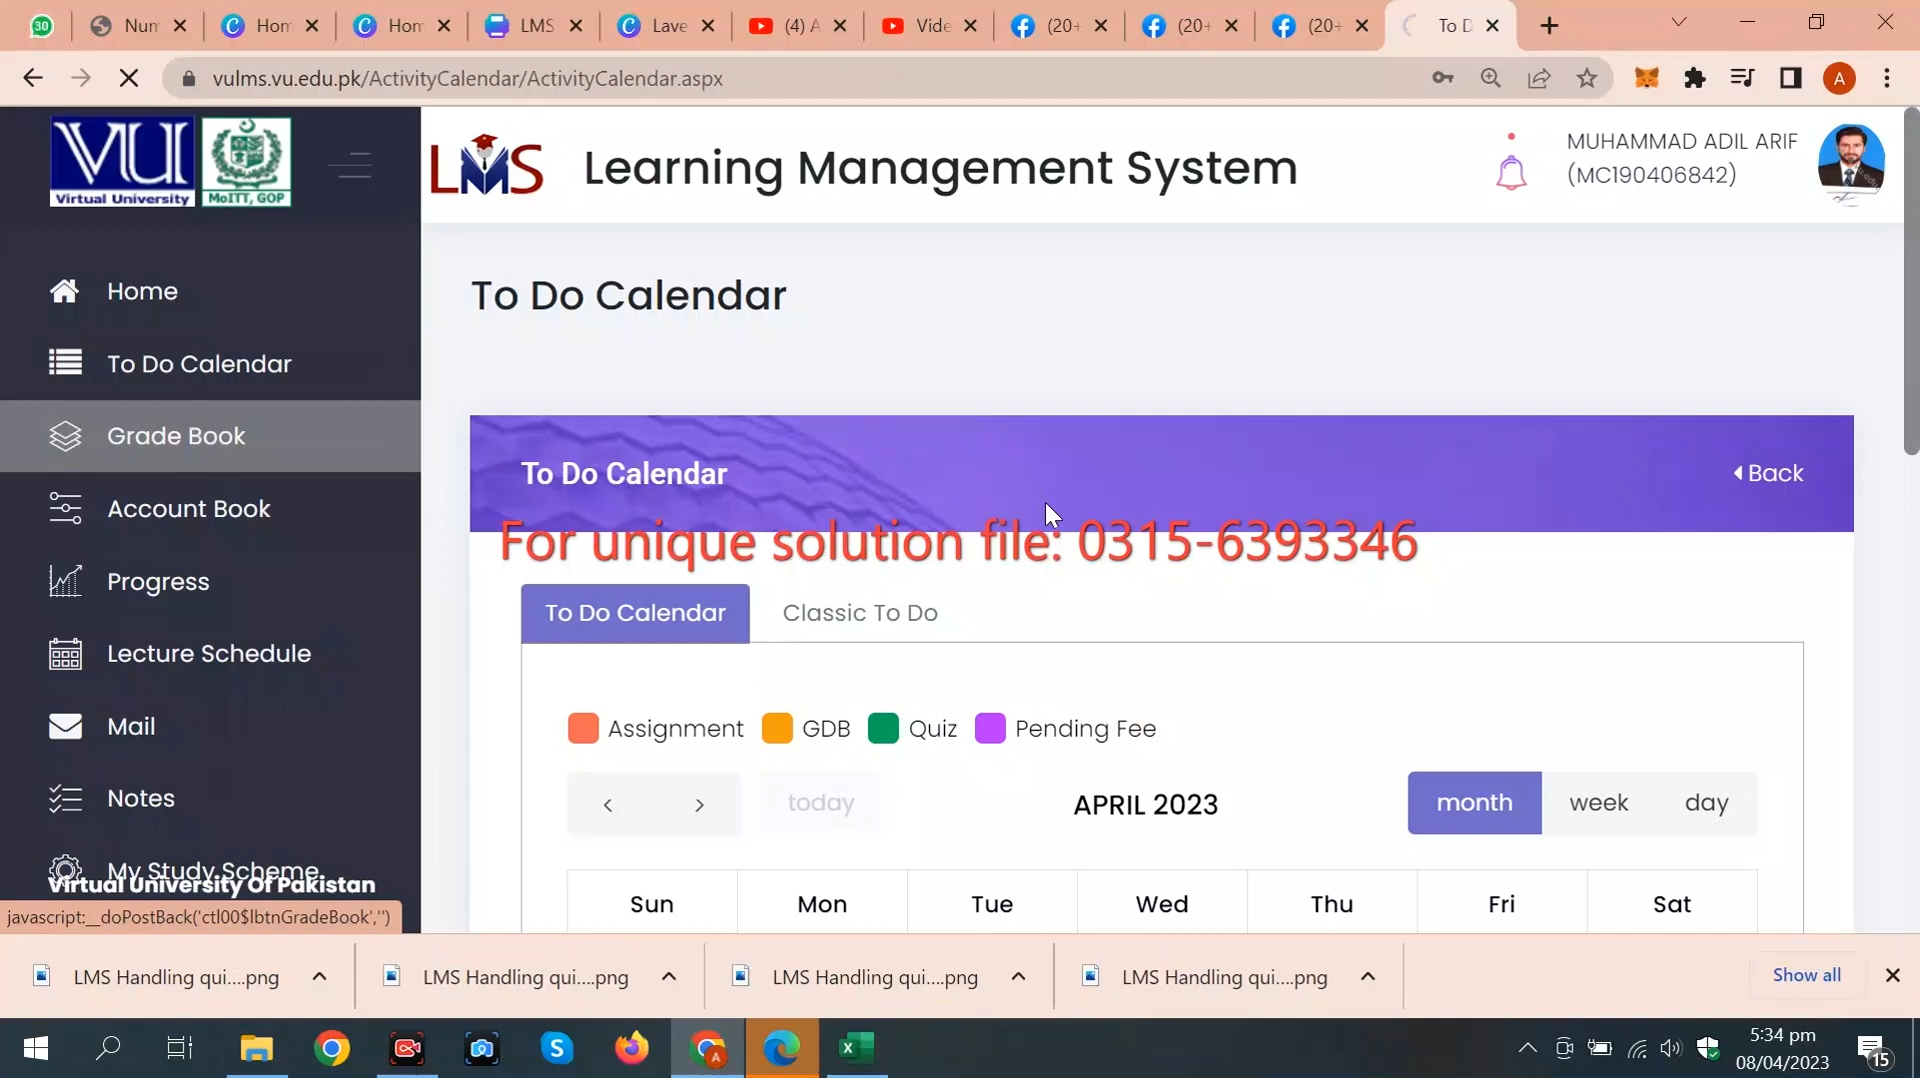 30
Num
Hom
Hom
LMS
Lave
(4) A
Vide
(20+
(20+
(20+
To D
vulms.vu.edu.pk/ActivityCalendar/ActivityCalendar.aspx
A
VU
Virtual University
MoITT, GOP
LMS
Learning Management System
MUHAMMAD ADIL ARIF
(MC190406842)
Home
To Do Calendar
Grade Book
Account Book
Progress
Lecture Schedule
Mail
Notes
My Study Scheme
Virtual University Of Pakistan
javascript:__doPostBack('ctl00$lbtnGradeBook','')
To Do Calendar
To Do Calendar
Back
For unique solution file: 0315-6393346
To Do Calendar
Classic To Do
Assignment
GDB
Quiz
Pending Fee
today
APRIL 2023
month
week
day
Sun
Mon
Tue
Wed
Thu
Fri
Sat
LMS Handling qui....png
LMS Handling qui....png
LMS Handling qui....png
LMS Handling qui....png
Show all
5:34 pm
08/04/2023
15